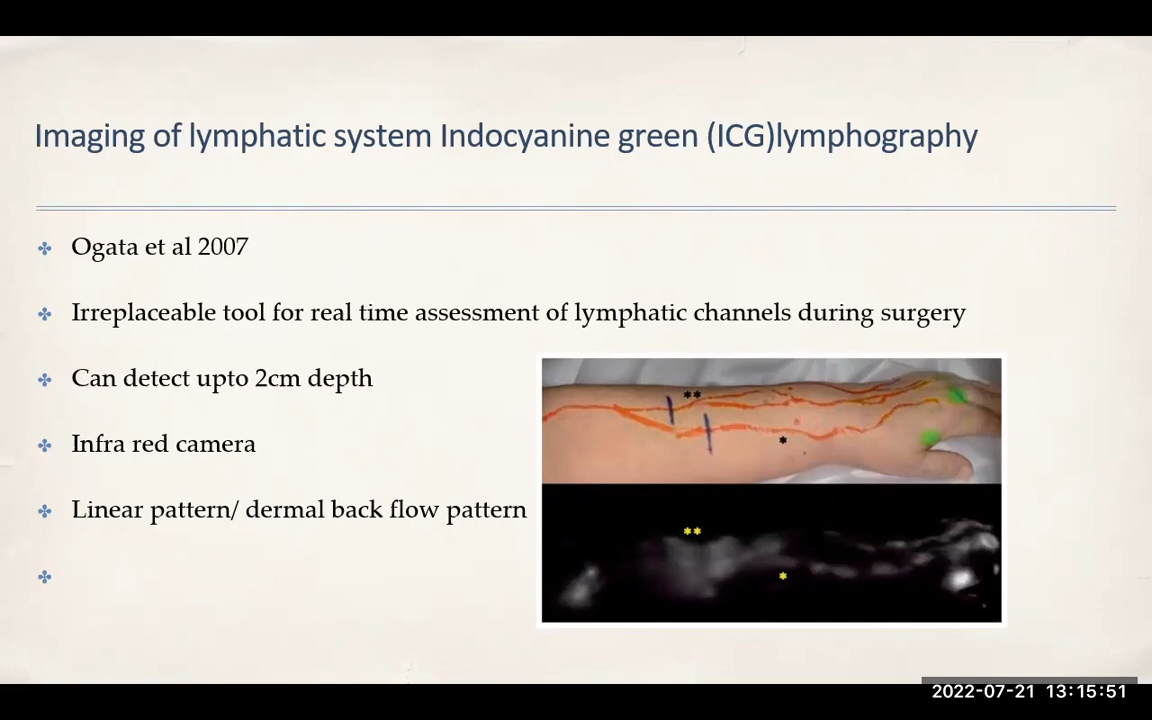 Imaging of lymphatic system Indocyanine green (ICG)lymphography
Ogata et al 2007
Irreplaceable tool for real time assessment of lymphatic channels during surgery
Can detect upto 2cm depth
Infra red camera
Linear pattern/ dermal back flow pattern
**
*
**
*
2022-07-21 13:15:51